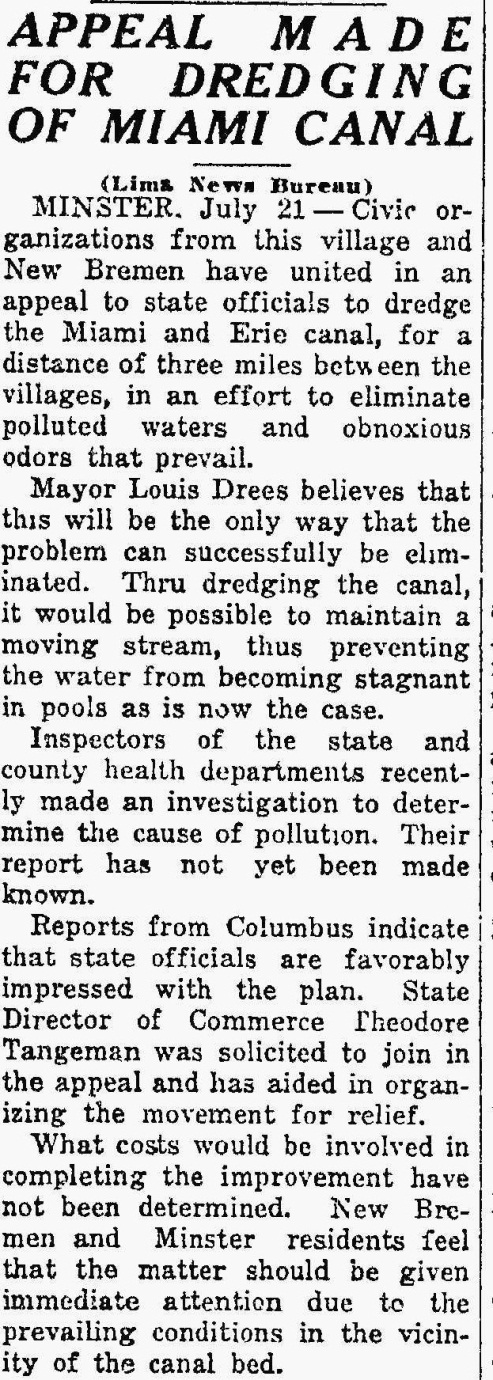 APPEAL MADE
FOR DREDGING
OF MIAMI CANAL
(Lima News Bureau)
MINSTER. July 21 — Civic or-
ganizations from this village and
New Bremen have united in an
appeal to state officials to dredge
the Miami and Erie canal, for a
distance of three miles between the
villages, in an effort to eliminate
polluted waters and obnoxious
odors that prevail.
Mayor Louis Drees believes that
this will be the only way that the
problem can successfully be elim-
inated. Thru dredging the canal,
it would be possible to maintain a
moving stream, thus preventing
the water from becoming stagnant
in pools as is now the case.
Inspectors of the state and
county health departments recent-
ly made an investigation to deter-
mine the cause of pollution. Their
report has not yet been made
known.
Reports from Columbus indicate
that state officials are favorably
impressed with the plan. State
Director of Commerce Theodore
Tangeman was solicited to join in
the appeal and has aided in organ-
izing the movement for relief.
What costs would be involved in
completing the improvement have
not been determined. New Bre-
men and Minster residents feel
that the matter should be given
immediate attention due to the
prevailing conditions in the vicin-
ity of the canal bed.